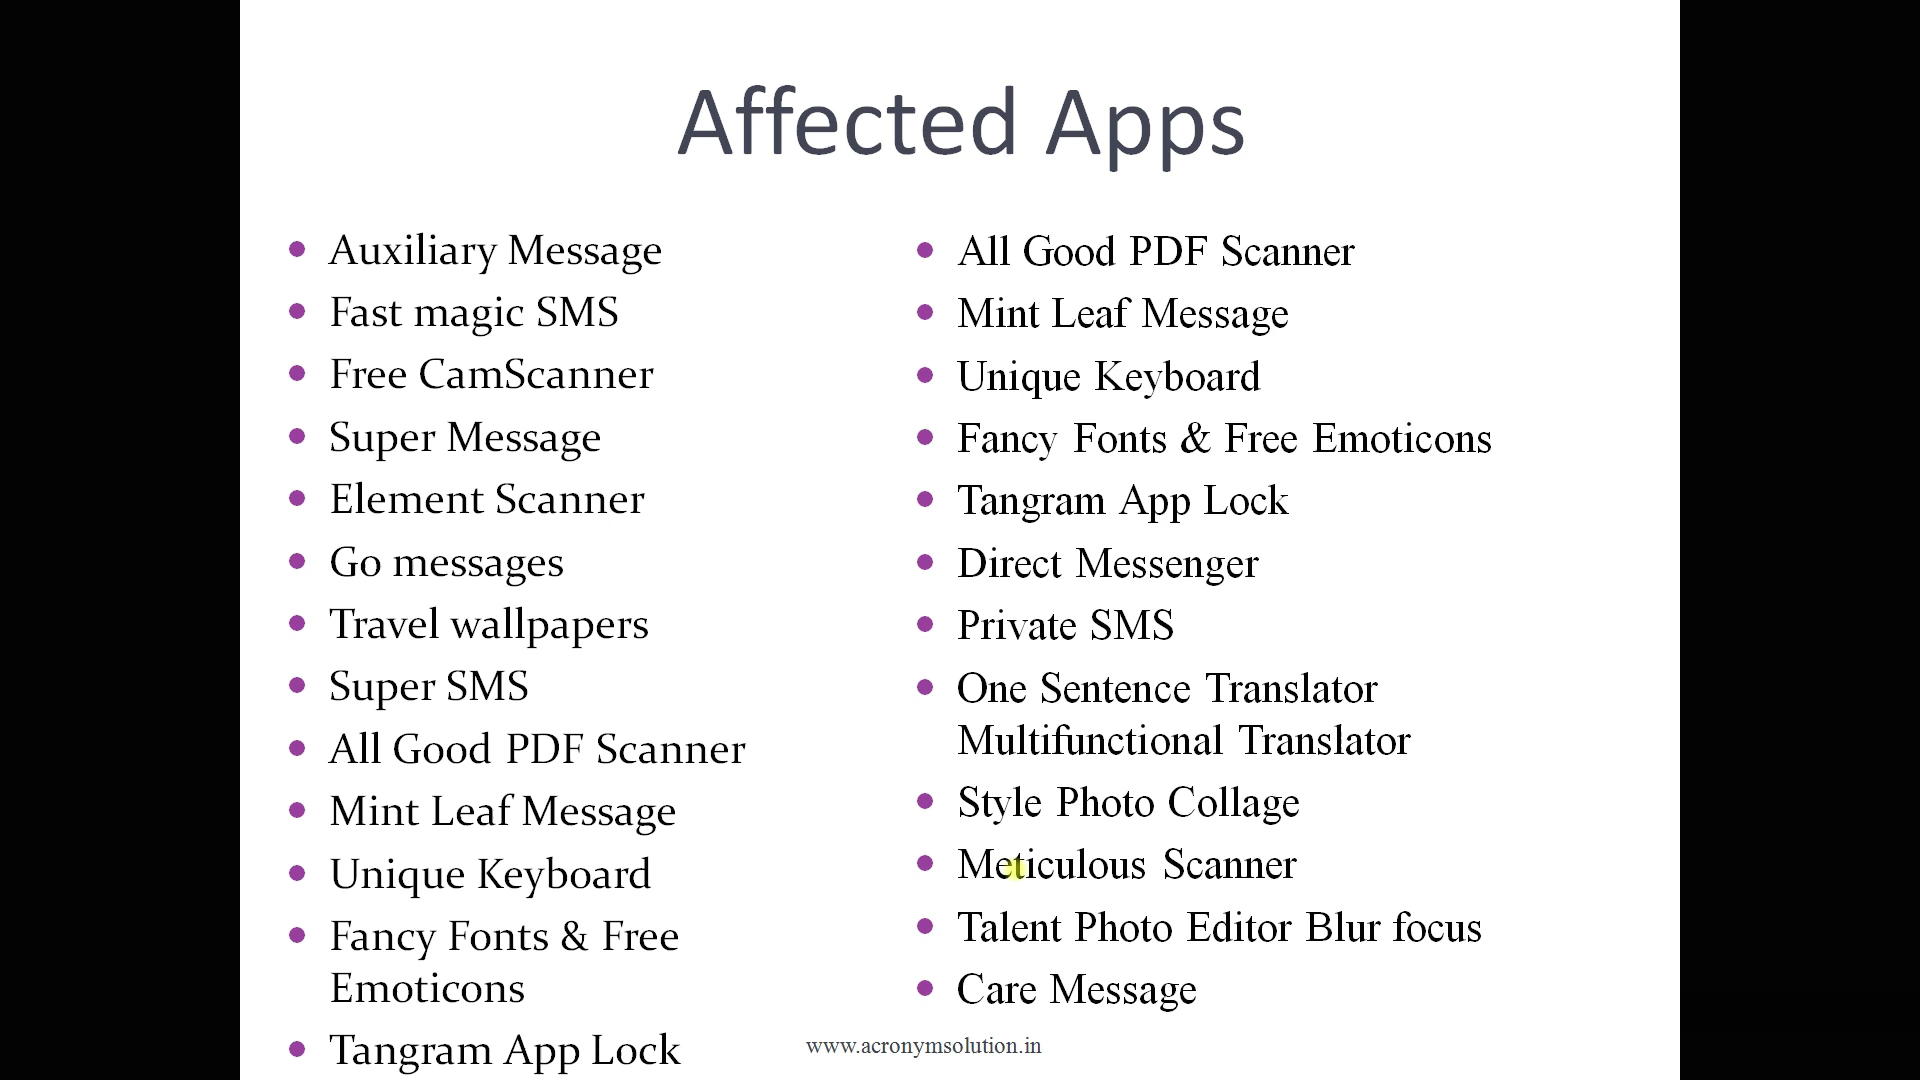 Affected Apps
Auxiliary Message
Fast magic SMS
Free CamScanner
Super Message
Element Scanner
Go messages
Travel wallpapers
Super SMS
All Good PDF Scanner
Mint Leaf Message
Unique Keyboard
Fancy Fonts & Free
Emoticons
Tangram App Lock
All Good PDF Scanner
Mint Leaf Message
Unique Keyboard
Fancy Fonts & Free Emoticons
Tangram App Lock
Direct Messenger
Private SMS
One Sentence Translator
Multifunctional Translator
Style Photo Collage
Meticulous Scanner
Talent Photo Editor Blur focus
Care Message
www.acronymsolution.in